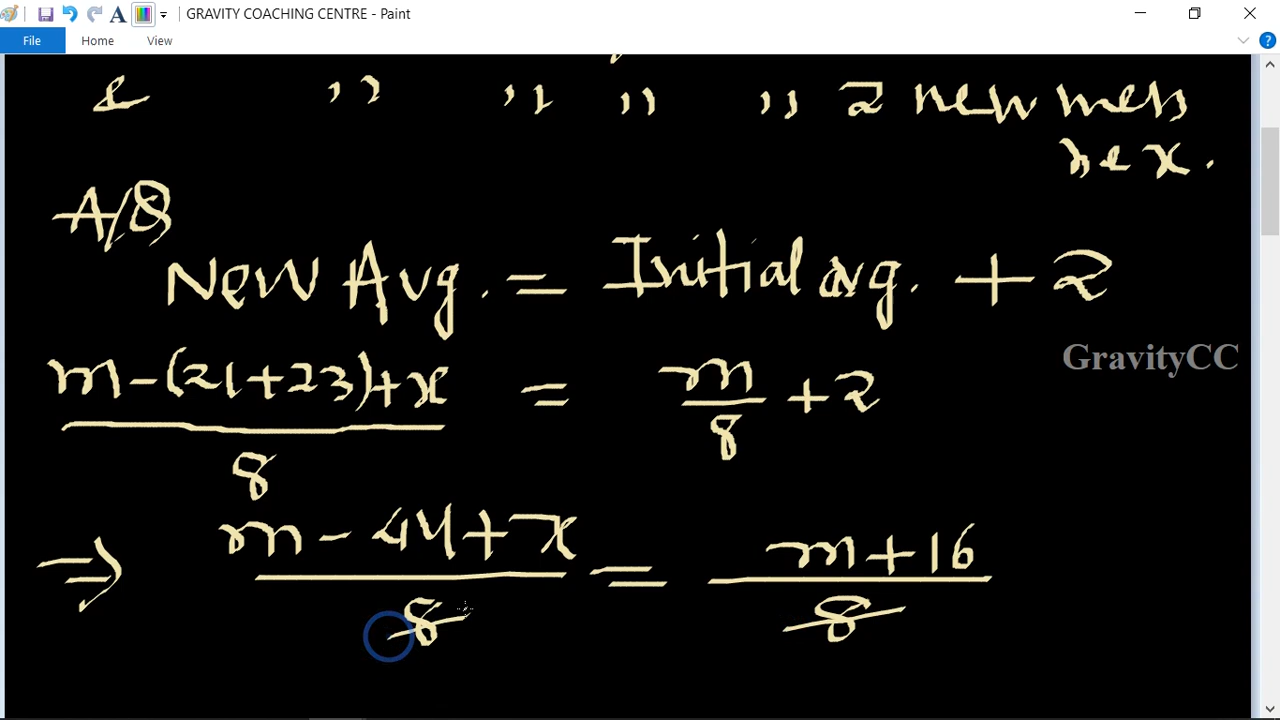 GRAVITY COACHING CENTRE - Paint
File Home View
& ,, ,, ,, ,, 2 new men
be x.
A/Q
New Avg. = Initial avg. + 2
GravityCC
m-(21+23)+x / 8 = m / 8 + 2
⇒ m - 44 + x / 8 = m + 16 / 8